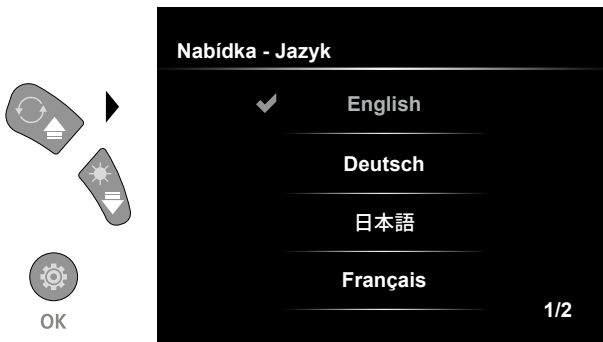 Nabídka - Jazyk
English
Deutsch
日本語
Français
1/2
OK